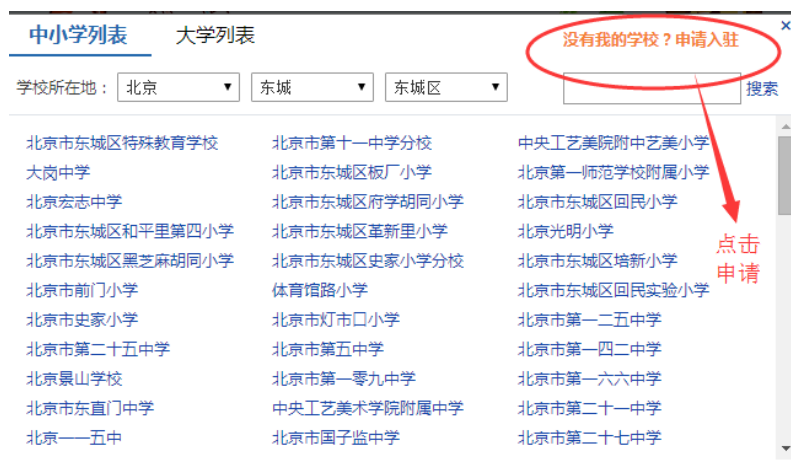 中小学列表 大学列表 没有我的学校？申请入驻 ×
学校所在地： 北京 东城 东城区 搜索
北京市东城区特殊教育学校 北京市第十一中学分校 中央工艺美院附中艺美小学
大岗中学 北京市东城区板厂小学 北京第一师范学校附属小学
北京宏志中学 北京市东城区府学胡同小学 北京市东城区回民小学
北京市东城区和平里第四小学 北京市东城区革新里小学 北京光明小学
北京市东城区黑芝麻胡同小学 北京市东城区史家小学分校 北京市东城区培新小学
北京市前门小学 体育馆路小学 北京市东城区回民实验小学
点击
申请
北京市史家小学 北京市灯市口小学 北京市第一二五中学
北京市第二十五中学 北京市第五中学 北京市第一四二中学
北京景山学校 北京市第一零九中学 北京市第一六六中学
北京市东直门中学 中央工艺美术学院附属中学 北京市第二十一中学
北京一一五中 北京市国子监中学 北京市第二十七中学